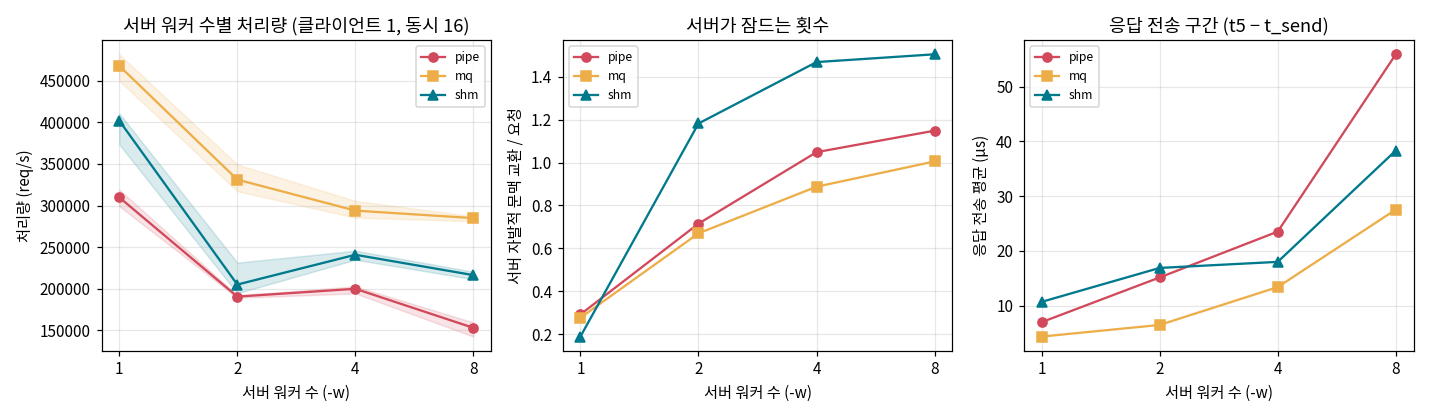 서버 워커 수별 처리량 (클라이언트 1, 동시 16)
처리량 (req/s)
450000
400000
350000
300000
250000
200000
150000
pipe
mq
shm
1
2
4
8
서버 워커 수 (-w)
서버가 잠드는 횟수
서버 자발적 문맥 교환 / 요청
1.4
1.2
1.0
0.8
0.6
0.4
0.2
pipe
mq
shm
1
2
4
8
서버 워커 수 (-w)
응답 전송 구간 (t5 − t_send)
응답 전송 평균 (µs)
50
40
30
20
10
pipe
mq
shm
1
2
4
8
서버 워커 수 (-w)